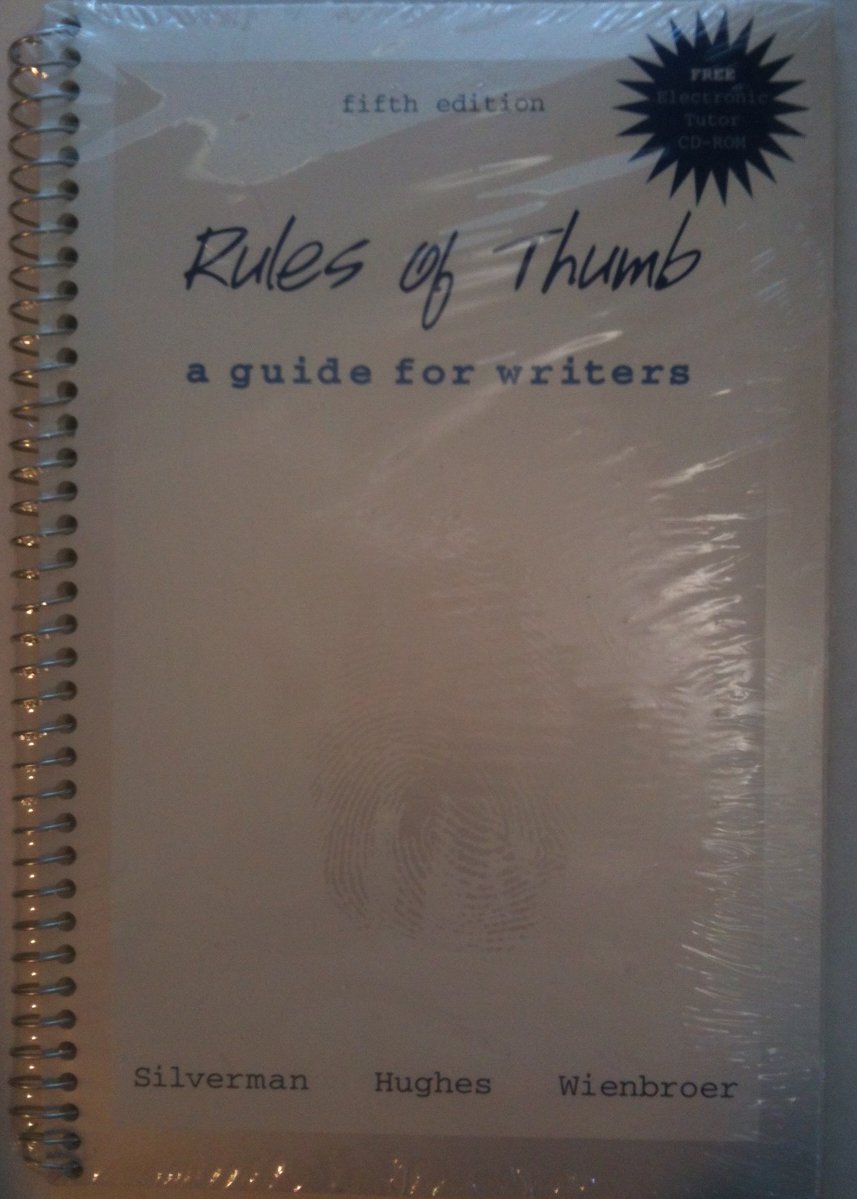 fifth edition
FREE
Electronic
Tutor
CD-ROM
Rules of Thumb
a guide for writers
Silverman Hughes Wienbroer